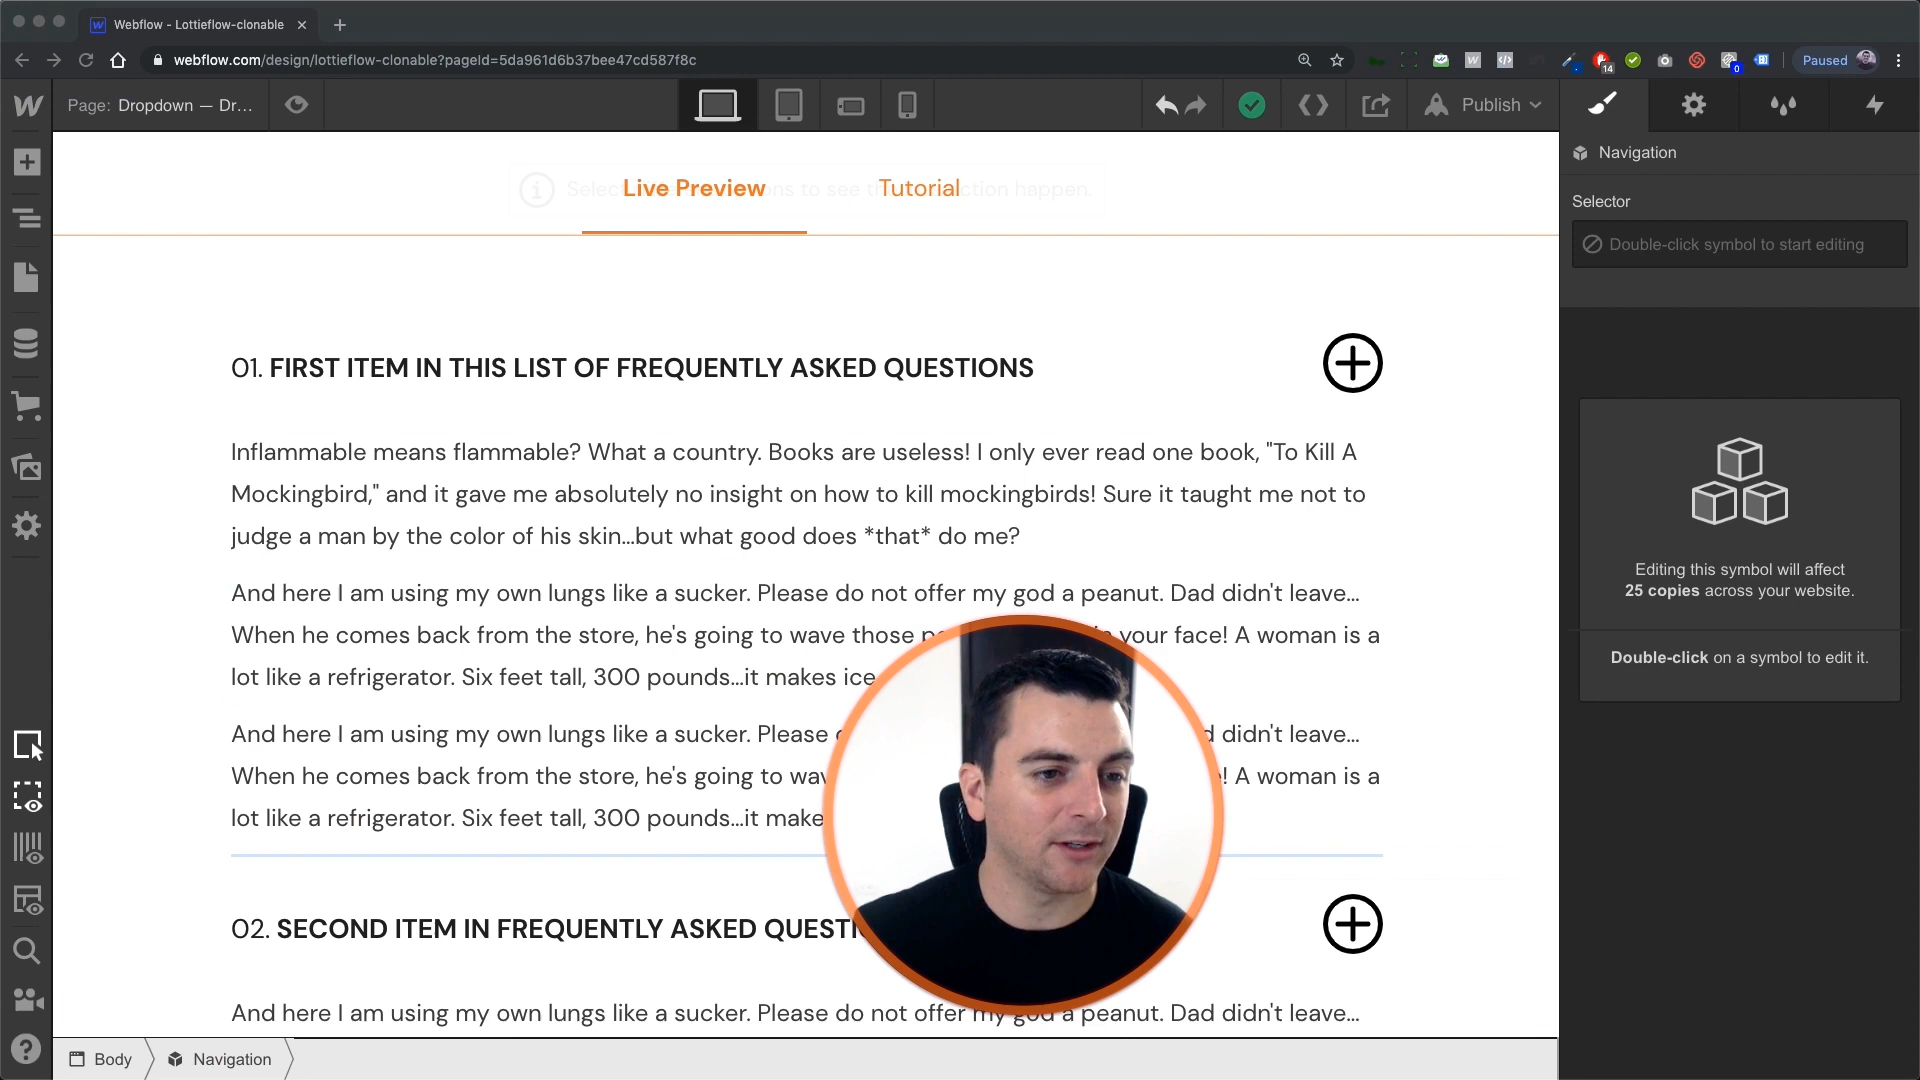 Webflow - Lottieflow-clonable
webflow.com/design/lottieflow-clonable?pageId=5da961d6b37bee47cd587f8c
14
0
Paused
Page: Dropdown — Dr...
Publish
Live Preview
Tutorial
Navigation
Selector
Double-click symbol to start editing
Editing this symbol will affect
25 copies across your website.
Double-click on a symbol to edit it.
01. FIRST ITEM IN THIS LIST OF FREQUENTLY ASKED QUESTIONS
Inflammable means flammable? What a country. Books are useless! I only ever read one book, "To Kill A
Mockingbird," and it gave me absolutely no insight on how to kill mockingbirds! Sure it taught me not to
judge a man by the color of his skin...but what good does *that* do me?
And here I am using my own lungs like a sucker. Please do not offer my god a peanut. Dad didn't leave...
When he comes back from the store, he's going to wave those your face! A woman is a
lot like a refrigerator. Six feet tall, 300 pounds...it makes ice
And here I am using my own lungs like a sucker. Please didn't leave...
When he comes back from the store, he's going to ! A woman is a
lot like a refrigerator. Six feet tall, 300 pounds...it
02. SECOND ITEM IN FREQUENTLY ASKED
And here I am using my own lungs like a sucker. Please do not offer my god a peanut. Dad didn't leave...
Body
Navigation